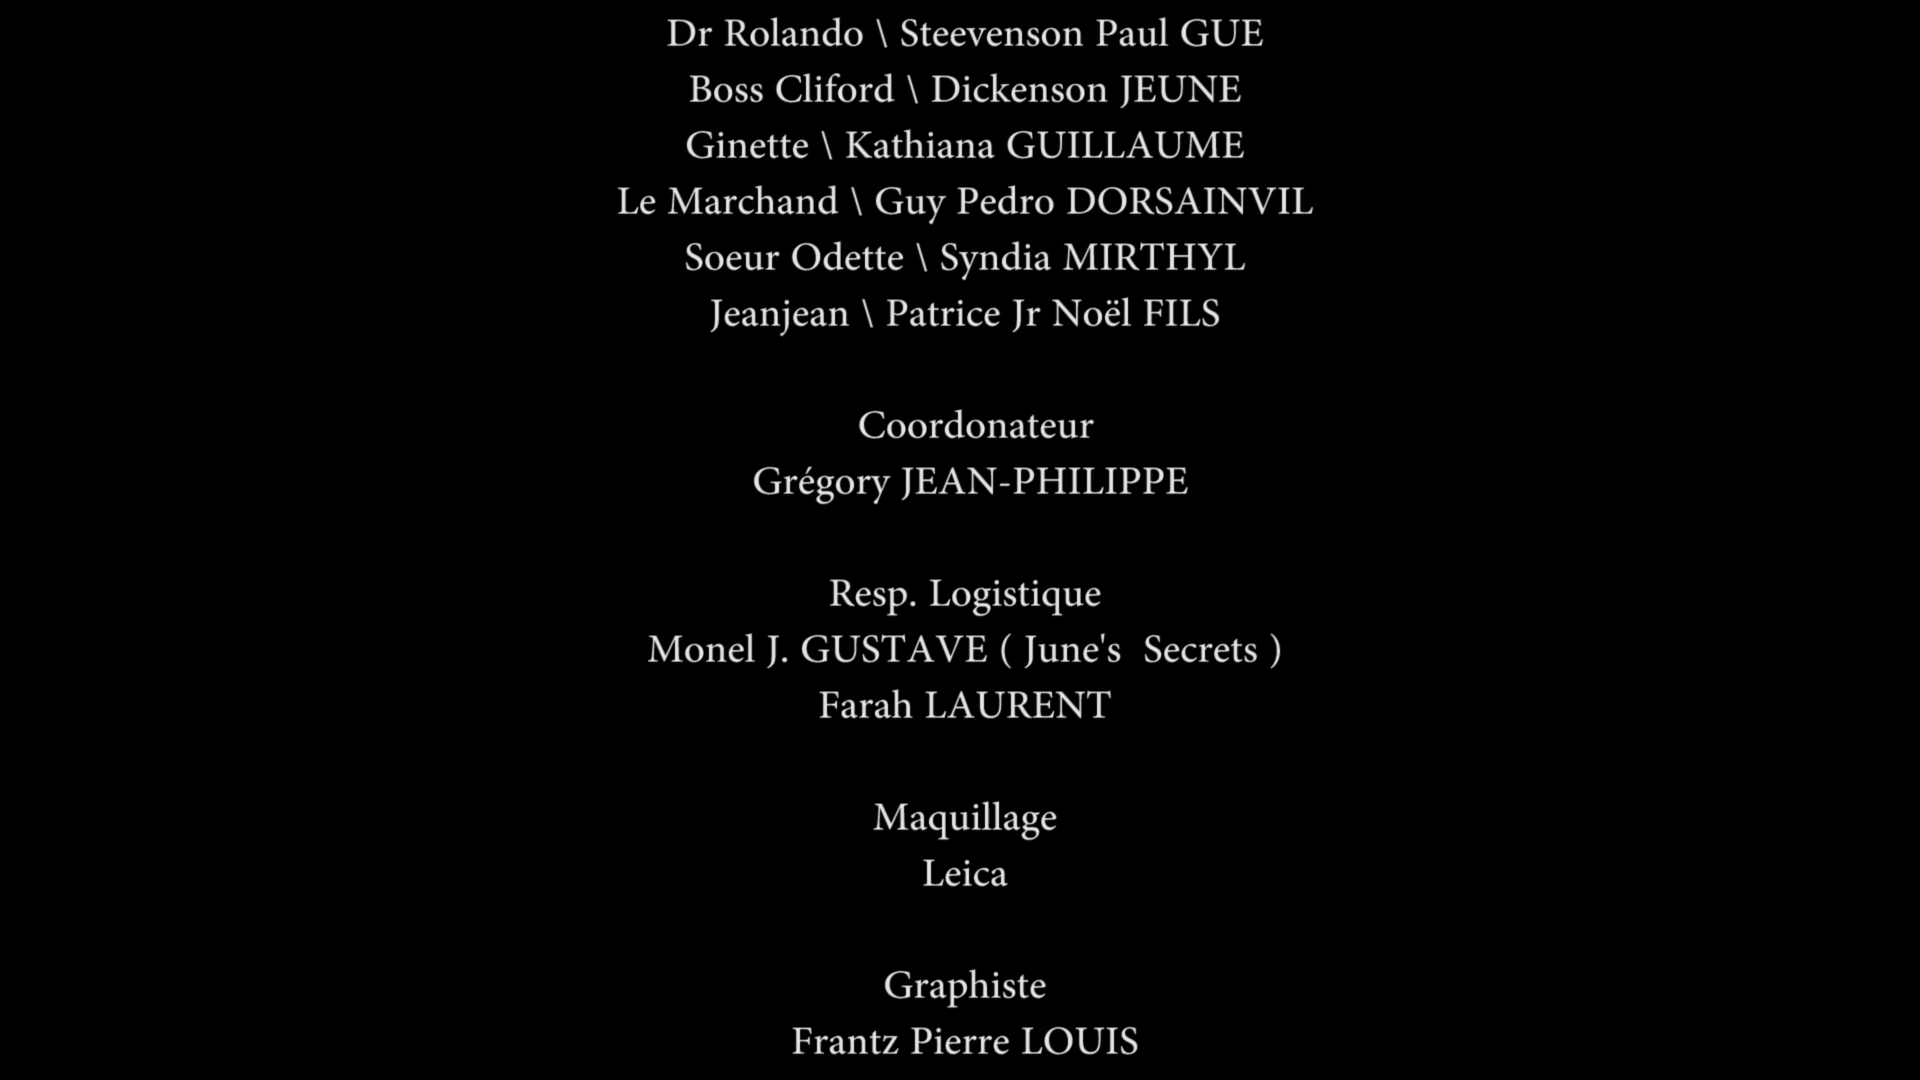 Dr Rolando \ Steevenson Paul GUE
Boss Cliford \ Dickenson JEUNE
Ginette \ Kathiana GUILLAUME
Le Marchand \ Guy Pedro DORSAINVIL
Soeur Odette \ Syndia MIRTHYL
Jeanjean \ Patrice Jr Noël FILS
Coordonateur
Grégory JEAN-PHILIPPE
Resp. Logistique
Monel J. GUSTAVE ( June's  Secrets )
Farah LAURENT
Maquillage
Leica
Graphiste
Frantz Pierre LOUIS